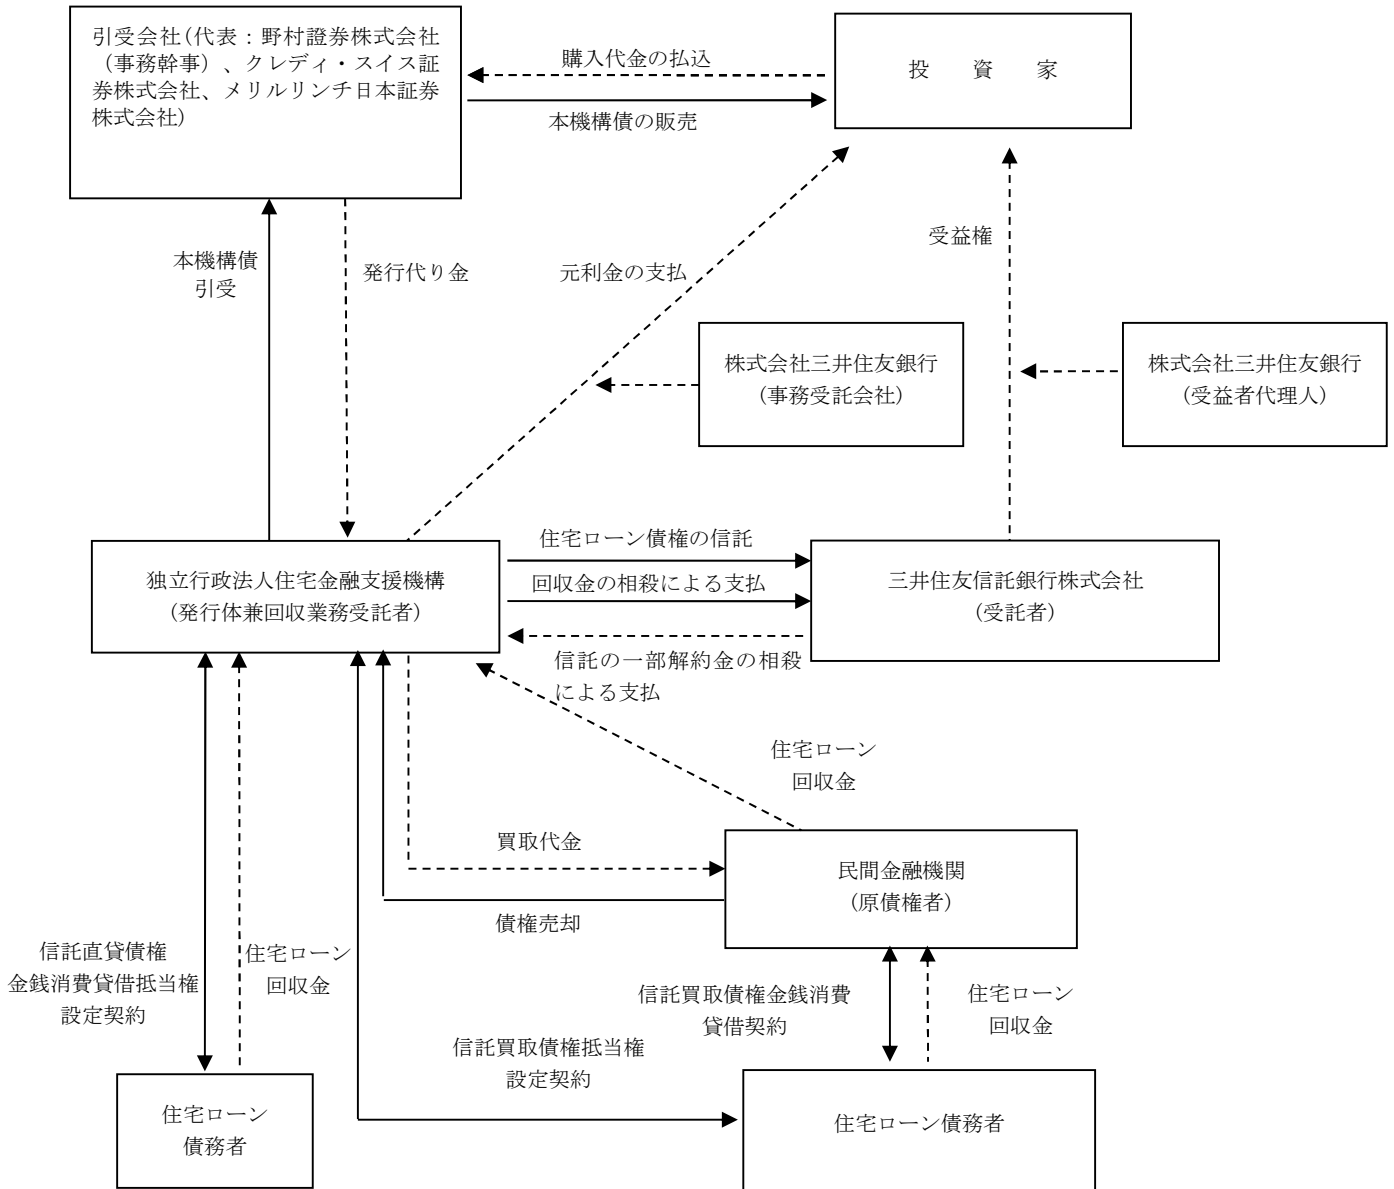 引受会社(代表:野村證券株式会社
(事務幹事)、クレディ・スイス証
券株式会社、メリルリンチ日本証券
株式会社)
購入代金の払込
本機構債の販売
投 資 家
本機構債
引受
発行代り金
元利金の支払
受益権
株式会社三井住友銀行
(事務受託会社)
株式会社三井住友銀行
(受益者代理人)
独立行政法人住宅金融支援機構
(発行体兼回収業務受託者)
住宅ローン債権の信託
回収金の相殺による支払
信託の一部解約金の相殺
による支払
三井住友信託銀行株式会社
(受託者)
住宅ローン
回収金
買取代金
債権売却
民間金融機関
(原債権者)
信託直貸債権
金銭消費貸借抵当権
設定契約
住宅ローン
回収金
信託買取債権金銭消費
貸借契約
住宅ローン
回収金
信託買取債権抵当権
設定契約
住宅ローン
債務者
住宅ローン債務者